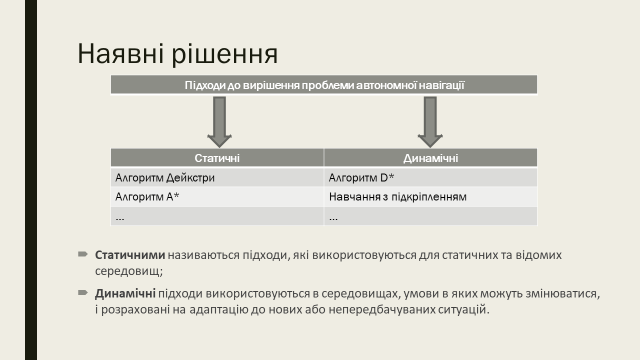 Наявні рішення
Підходи до вирішення проблеми автономної навігації
Статичні Динамічні
Алгоритм Дейкстри Алгоритм D*
Алгоритм A* Навчання з підкріпленням
... ...
Статичними називаються підходи, які використовуються для статичних та відомих
середовищ;
Динамічні підходи використовуються в середовищах, умови в яких можуть змінюватися,
і розраховані на адаптацію до нових або непередбачуваних ситуацій.